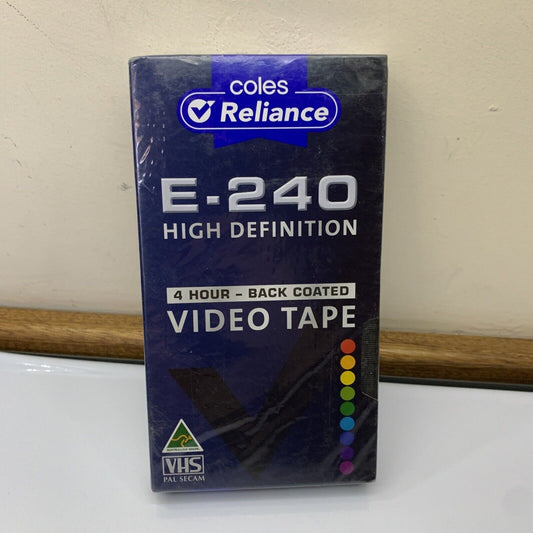 coles
Reliance
E-240
HIGH DEFINITION
4 HOUR – BACK COATED
VIDEO TAPE
VHS
PAL SECAM